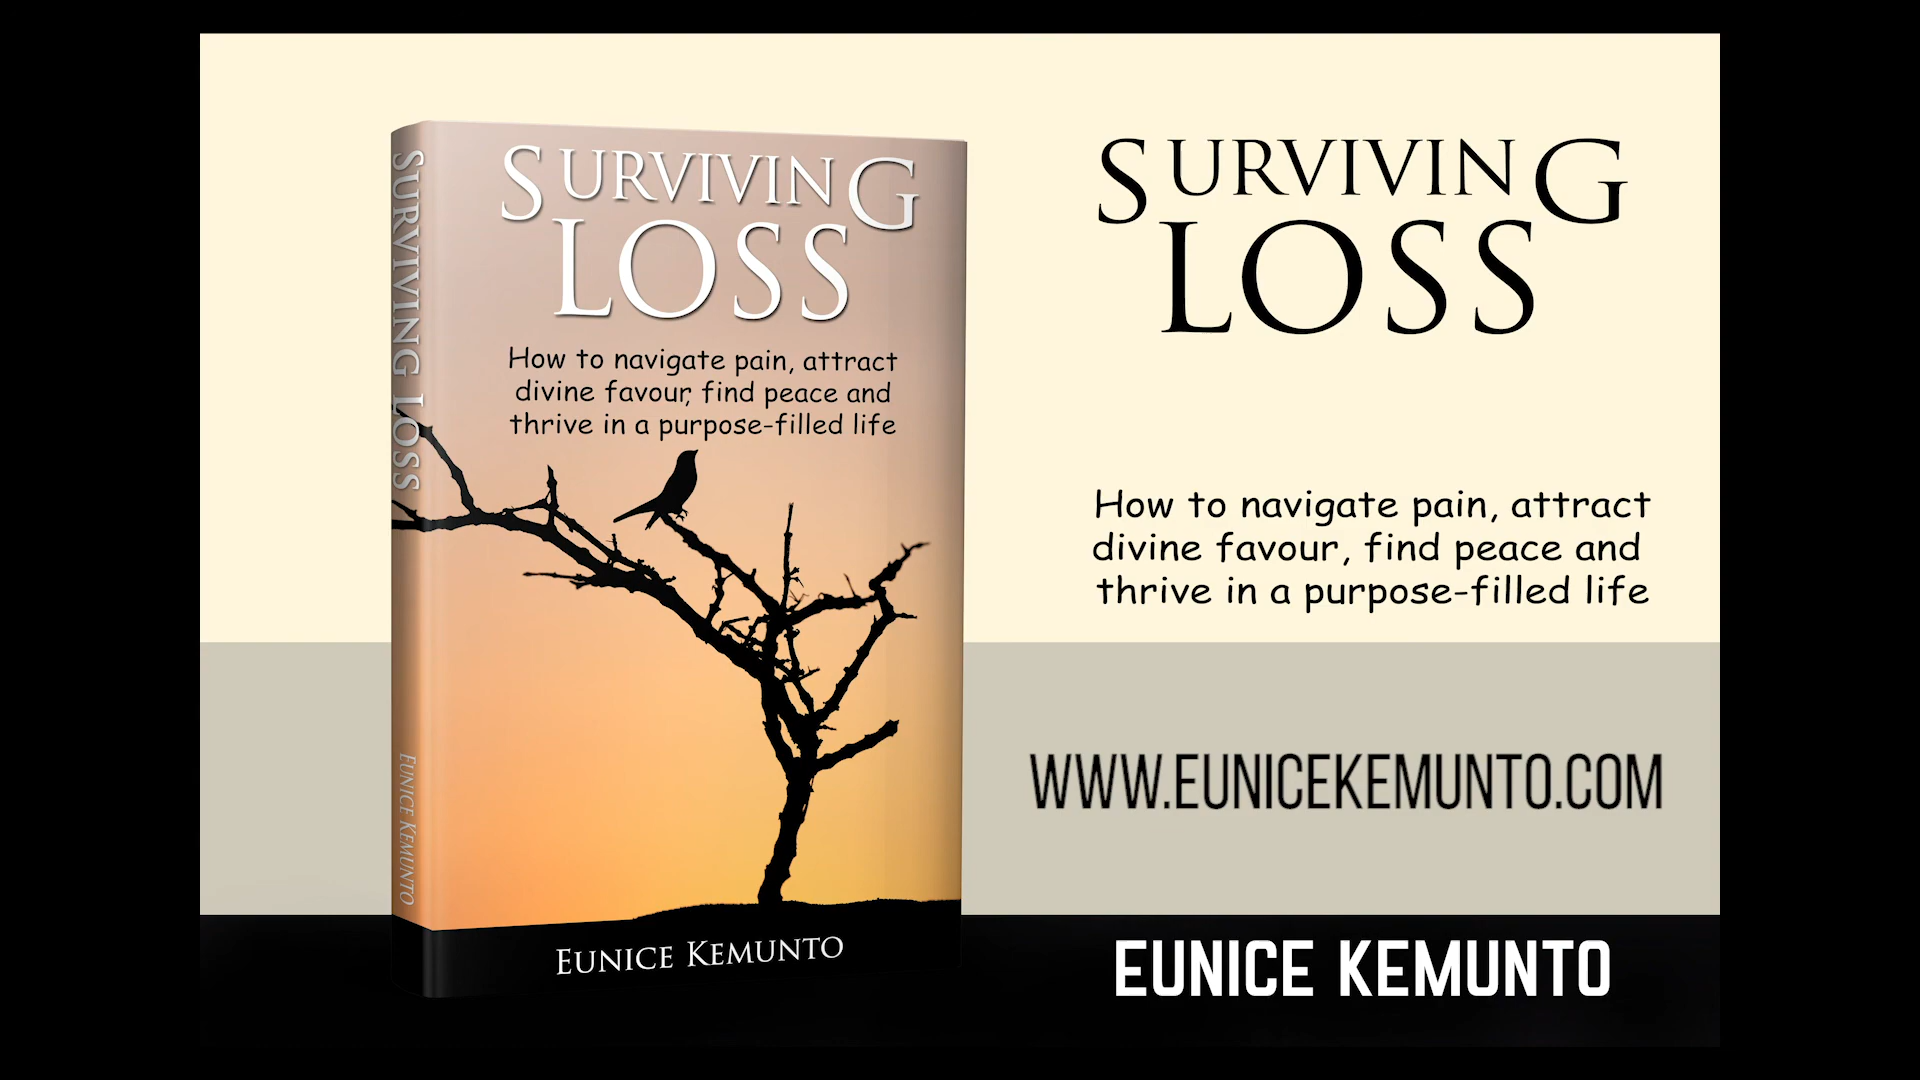 SURVIVING LOSS
EUNICE KEMUNTO
SURVIVING
LOSS
How to navigate pain, attract
divine favour, find peace and
thrive in a purpose-filled life
EUNICE KEMUNTO
SURVIVING
LOSS
How to navigate pain, attract
divine favour, find peace and
thrive in a purpose-filled life
WWW.EUNICEKEMUNTO.COM
EUNICE KEMUNTO